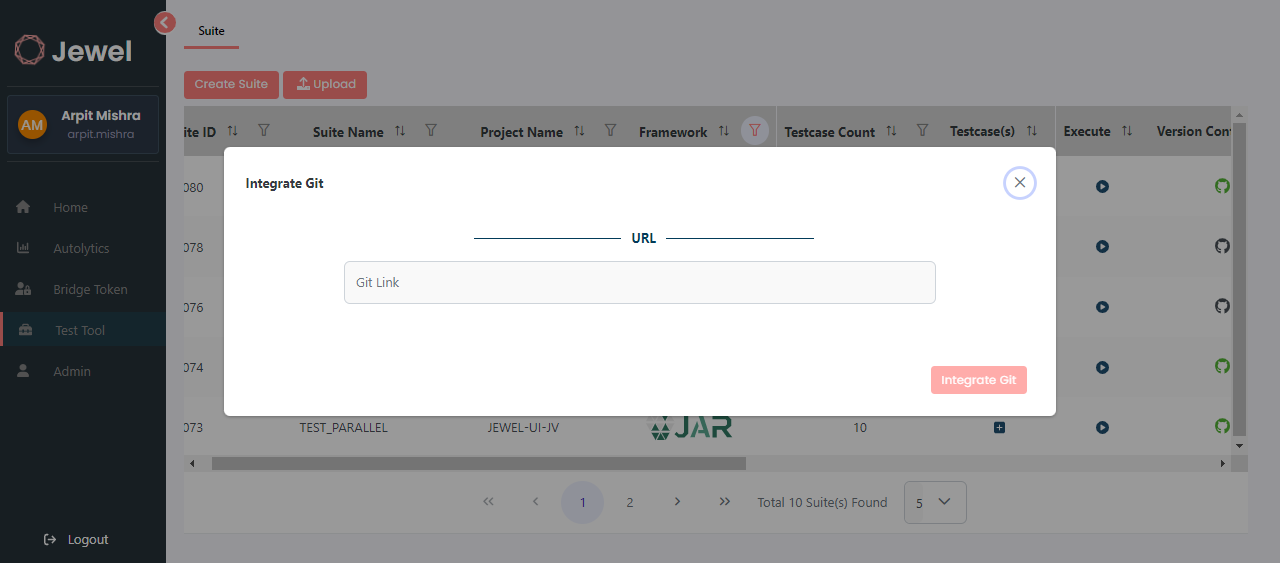 Jewel
AM
Arpit Mishra
arpit.mishra
Home
Autolytics
Bridge Token
Test Tool
Admin
Logout
Suite
Create Suite
Upload
ite ID
Suite Name
Project Name
Framework
Testcase Count
Testcase(s)
Execute
Version Cont
080
078
076
074
Integrate Git
URL
Git Link
Integrate Git
073
TEST_PARALLEL
JEWEL-UI-JV
JAR
10
1
2
Total 10 Suite(s) Found
5